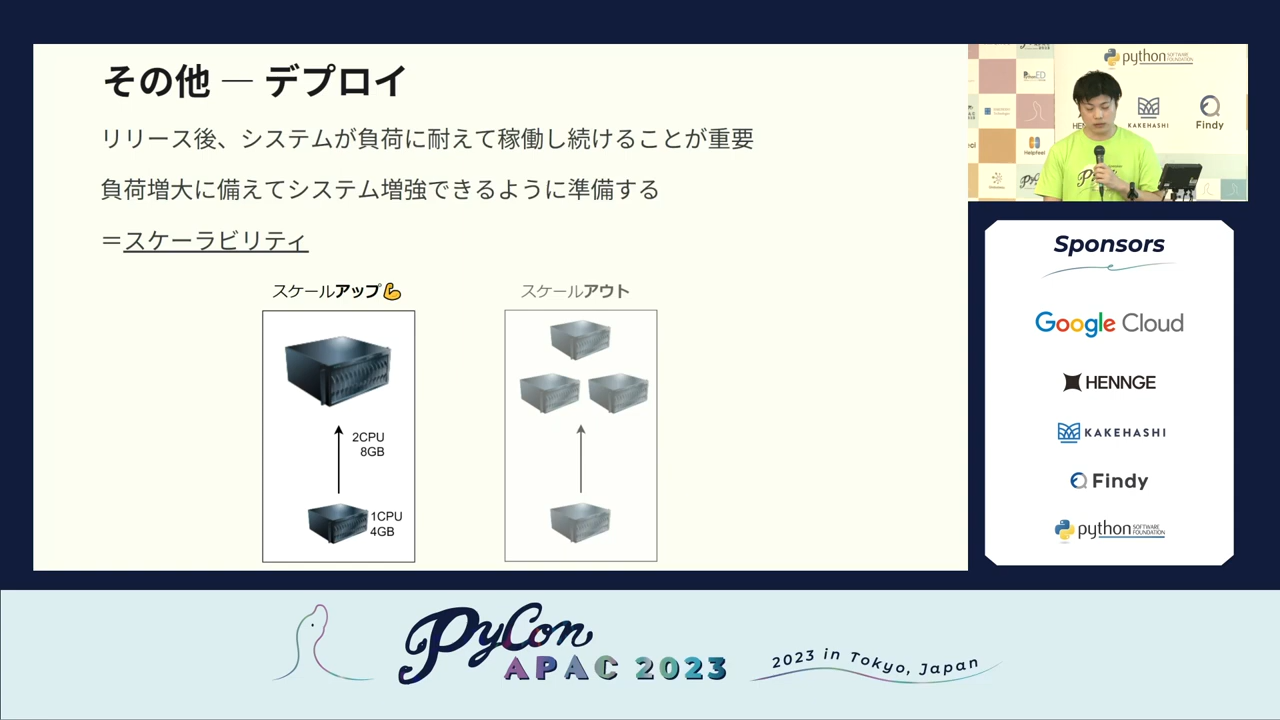 その他 — デプロイ
リリース後、システムが負荷に耐えて稼働し続けることが重要
負荷増大に備えてシステム増強できるように準備する
＝スケーラビリティ
スケールアップ💪
2CPU
8GB
1CPU
4GB
スケールアウト
python
SOFTWARE FOUNDATION
KAKEHASHI
Findy
Helpfeel
Sponsors
Google Cloud
HENNGE
KAKEHASHI
Findy
python
SOFTWARE FOUNDATION
PyCon
APAC 2023
2023 in Tokyo, Japan